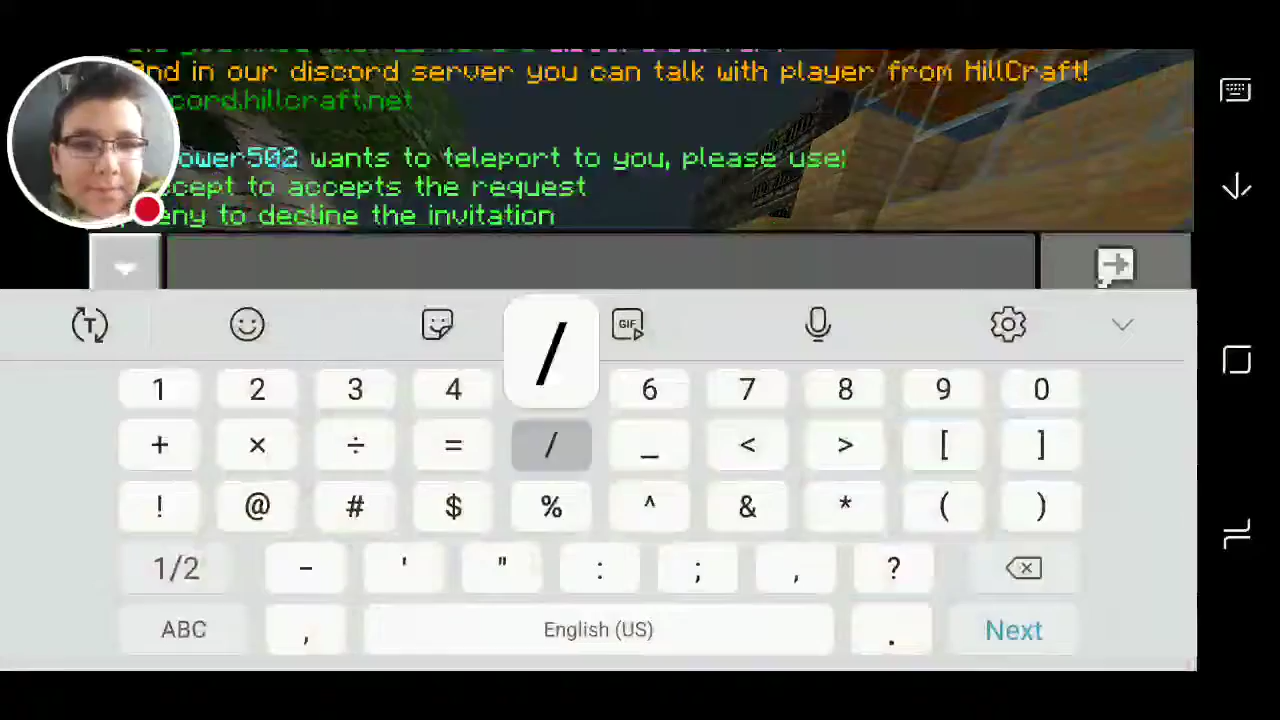 And in our discord server you can talk with player from HillCraft!
cord.hillcraft.net
ower502 wants to teleport to you, please use:
ccept to accepts the request
eny to decline the invitation
T
GIF
/
1 2 3 4 6 7 8 9 0
+ × ÷ = / _ < > [ ]
! @ # $ % ^ & * ( )
1/2 - ' " : ; , ?
ABC , English (US) . Next